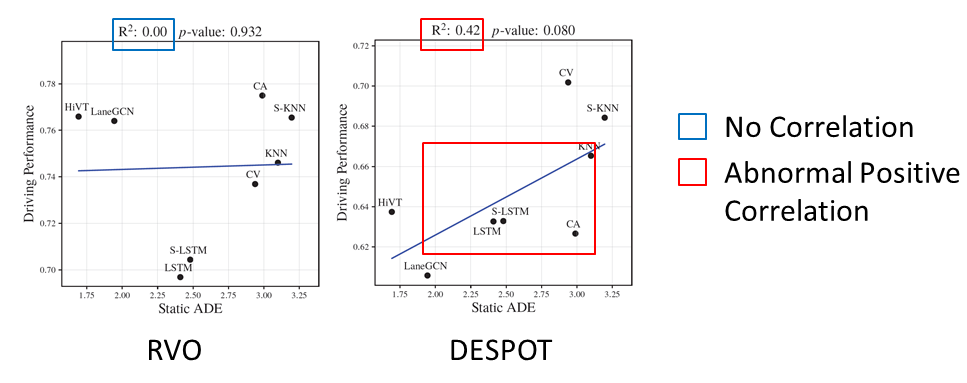 R²: 0.00 p-value: 0.932
Driving Performance
0.78
0.76
0.74
0.72
0.70
HiVT
LaneGCN
CA
S-KNN
KNN
CV
S-LSTM
LSTM
1.75 2.00 2.25 2.50 2.75 3.00 3.25
Static ADE
RVO
R²: 0.42 p-value: 0.080
Driving Performance
0.72
0.70
0.68
0.66
0.64
0.62
CV
S-KNN
KNN
HiVT
S-LSTM
LSTM
CA
LaneGCN
1.75 2.00 2.25 2.50 2.75 3.00 3.25
Static ADE
DESPOT
No Correlation
Abnormal Positive
Correlation